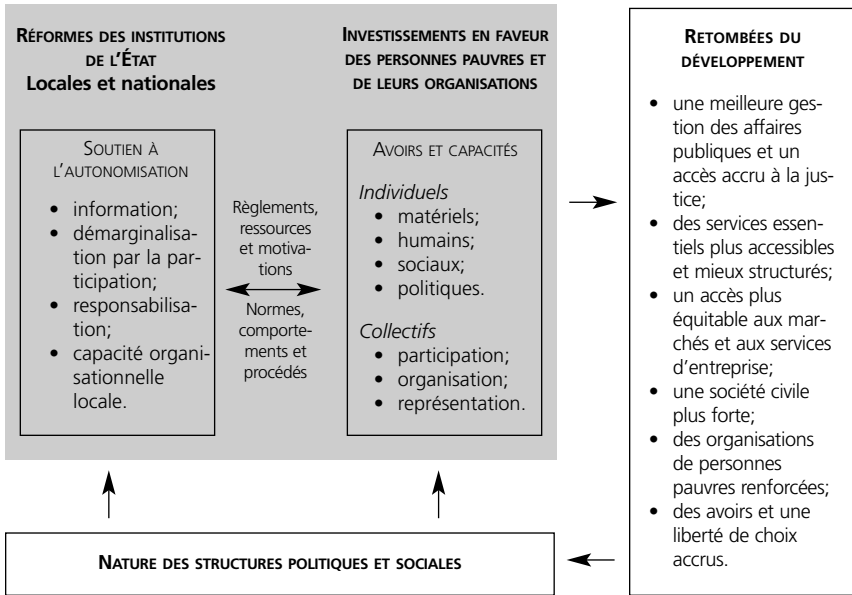 RÉFORMES DES INSTITUTIONS
DE L'ÉTAT
Locales et nationales
SOUTIEN À
L'AUTONOMISATION
• information;
• démarginali-
sation par la par-
ticipation;
• responsabilisa-
tion;
• capacité organi-
sationnelle
locale.
Règlements,
ressources
et motiva-
tions
Normes,
comporte-
ments et
procédés
INVESTISSEMENTS EN FAVEUR
DES PERSONNES PAUVRES ET
DE LEURS ORGANISATIONS
AVOIRS ET CAPACITÉS
Individuels
• matériels;
• humains;
• sociaux;
• politiques.
Collectifs
• participation;
• organisation;
• représentation.
RETOMBÉES DU
DÉVELOPPEMENT
• une meilleure ges-
tion des affaires
publiques et un
accès accru à la jus-
tice;
• des services essen-
tiels plus accessibles
et mieux structurés;
• un accès plus
équitable aux mar-
chés et aux services
d'entreprise;
• une société civile
plus forte;
• des organisations
de personnes
pauvres renforcées;
• des avoirs et une
liberté de choix
accrus.
NATURE DES STRUCTURES POLITIQUES ET SOCIALES